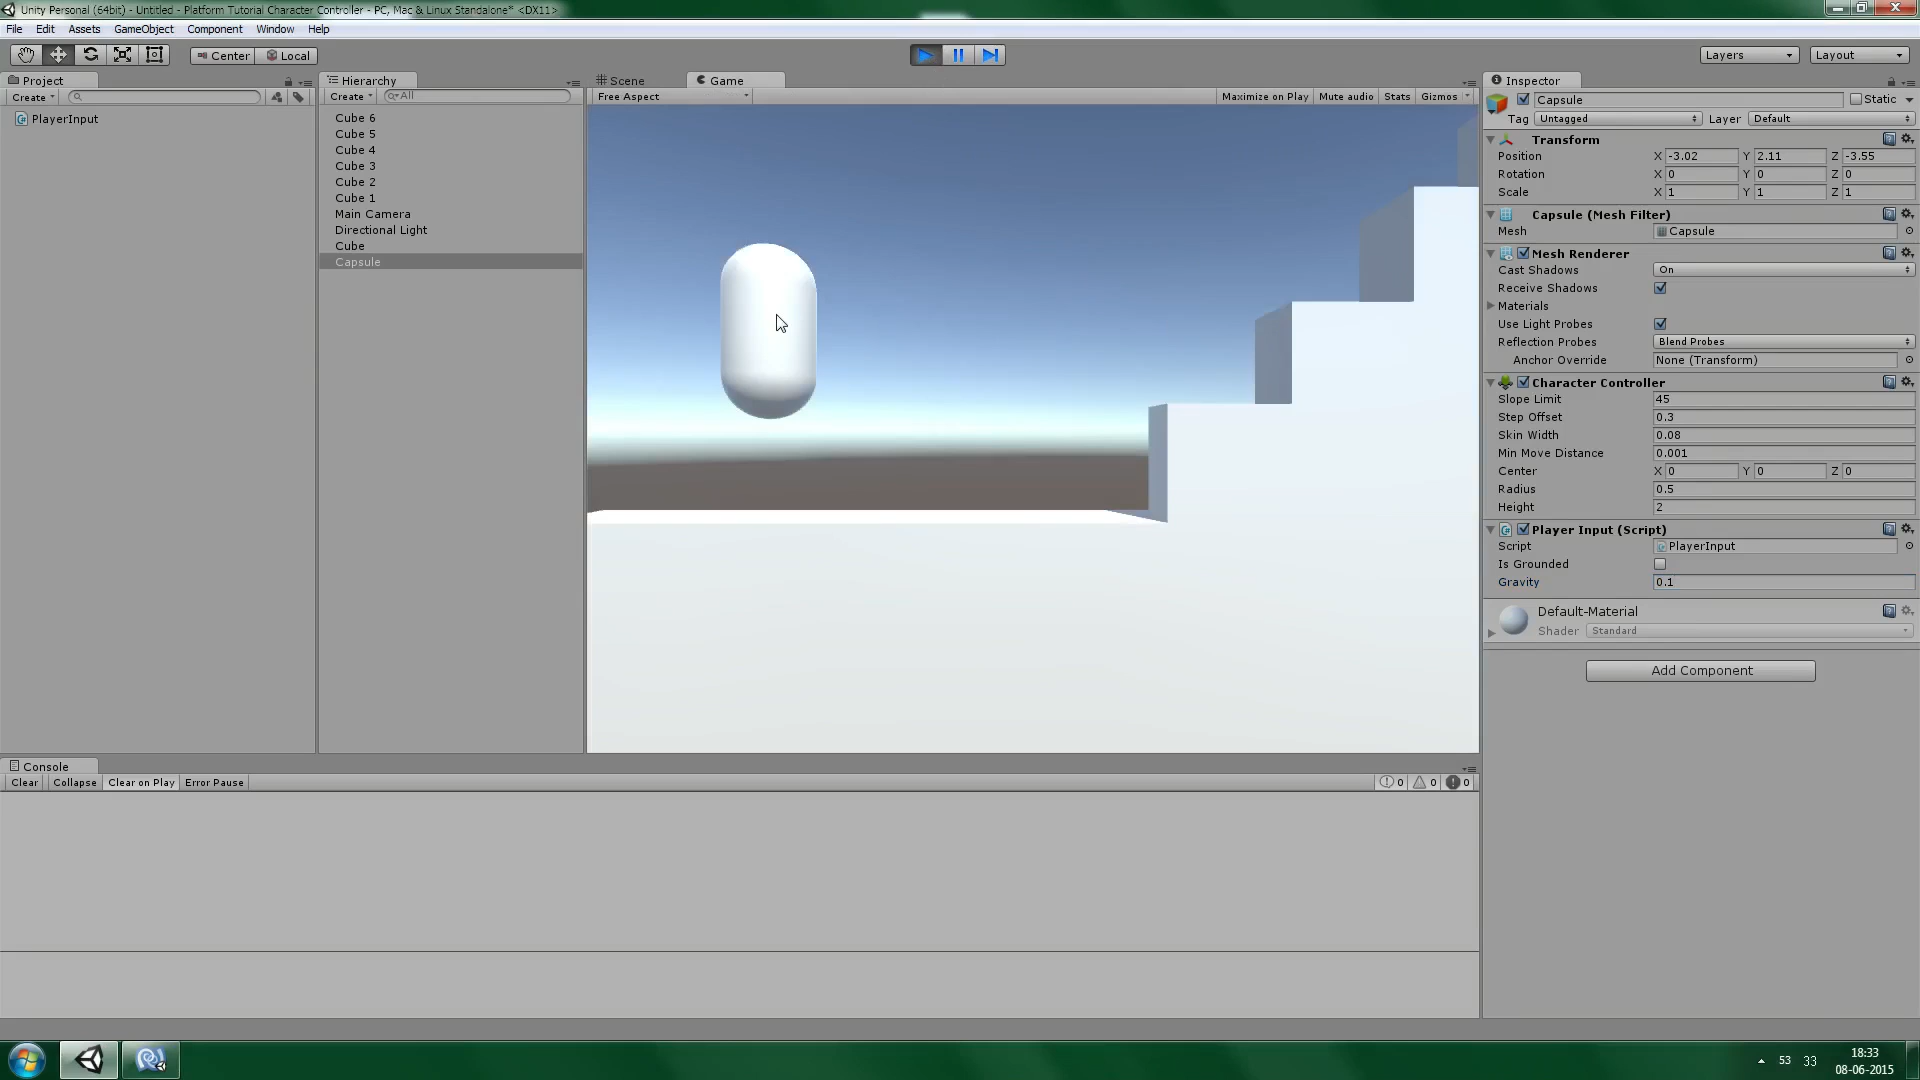 Unity Personal (64bit) - Untitled - Platform Tutorial Character Controller - PC, Mac & Linux Standalone* <DX11>
File Edit Assets GameObject Component Window Help
Center Local Layers Layout
Project Hierarchy Scene Game Inspector
Create Create All Free Aspect Maximize on Play Mute audio Stats Gizmos
Capsule Static
Tag Untagged Layer Default
PlayerInput
Cube 6
Cube 5
Cube 4
Cube 3
Cube 2
Cube 1
Main Camera
Directional Light
Cube
Capsule
Transform
Position X -3.02 Y 2.11 Z -3.55
Rotation X 0 Y 0 Z 0
Scale X 1 Y 1 Z 1
Capsule (Mesh Filter)
Mesh Capsule
Mesh Renderer
Cast Shadows On
Receive Shadows
Materials
Use Light Probes
Reflection Probes Blend Probes
Anchor Override None (Transform)
Character Controller
Slope Limit 45
Step Offset 0.3
Skin Width 0.08
Min Move Distance 0.001
Center X 0 Y 0 Z 0
Radius 0.5
Height 2
Player Input (Script)
Script PlayerInput
Is Grounded
Gravity 0.1
Default-Material
Shader Standard
Add Component
Console
Clear Collapse Clear on Play Error Pause 0 0 0
53 33 18:33
08-06-2015